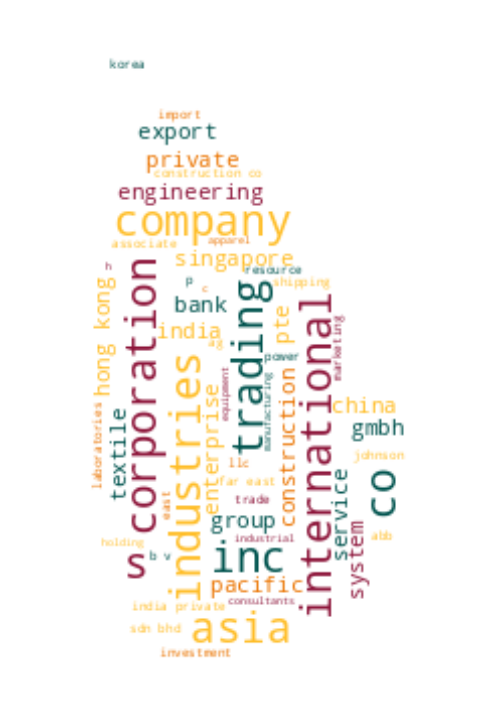 korea
import
export
private
construction co
engineering
company
associate
apparel
singapore
h
resource
p
c
shipping
hong kong
corporation
bank
trading
pte
international
india
ag
marketing
power
industries
enterprise
equipment
manufacturing
construction
china
gmbh
laboratories
textile
johnson
llc
far east
co
service
east
trade
group
system
abb
industrial
holding
s
b v
inc
pacific
india private
consultants
sdn bhd
asia
investment